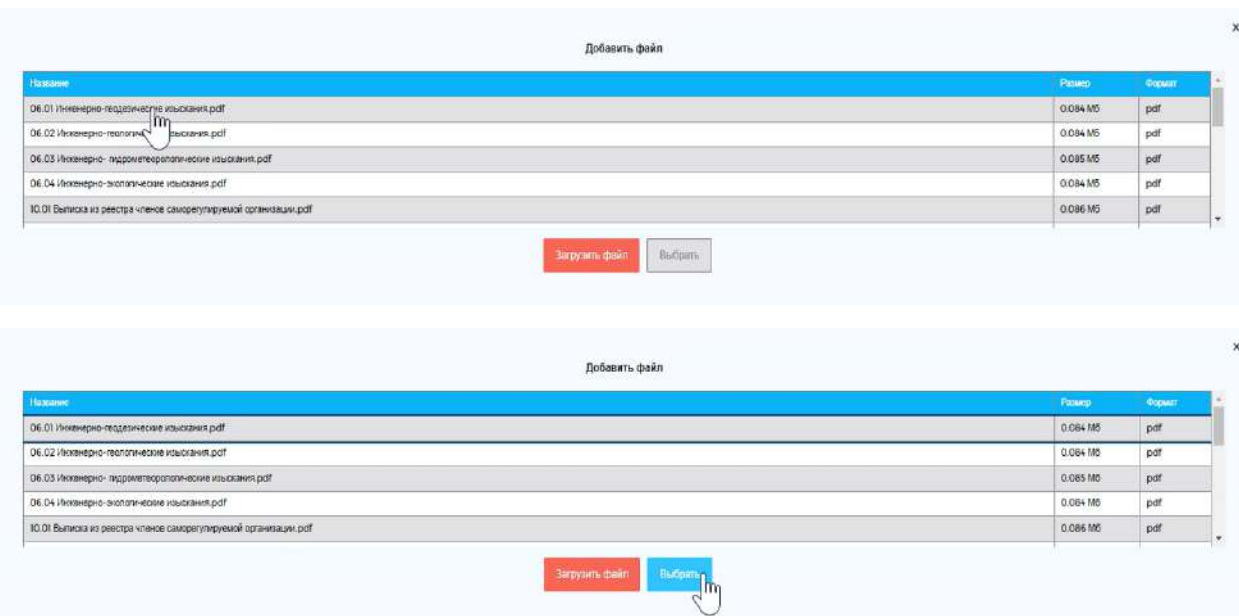 x
Добавить файл
Название Размер Формат
06.01 Инженерно-геодезические изыскания.pdf 0.084 Мб pdf
06.02 Инженерно-геологические изыскания.pdf 0.084 Мб pdf
06.03 Инженерно- гидрометеорологические изыскания.pdf 0.085 Мб pdf
06.04 Инженерно-экологические изыскания.pdf 0.084 Мб pdf
10.01 Выписка из реестра членов саморегулируемой организации.pdf 0.086 Мб pdf
Загрузить файл Выбрать
x
Добавить файл
Название Размер Формат
06.01 Инженерно-геодезические изыскания.pdf 0.084 Мб pdf
06.02 Инженерно-геологические изыскания.pdf 0.084 Мб pdf
06.03 Инженерно- гидрометеорологические изыскания.pdf 0.085 Мб pdf
06.04 Инженерно-экологические изыскания.pdf 0.084 Мб pdf
10.01 Выписка из реестра членов саморегулируемой организации.pdf 0.086 Мб pdf
Загрузить файл Выбрать